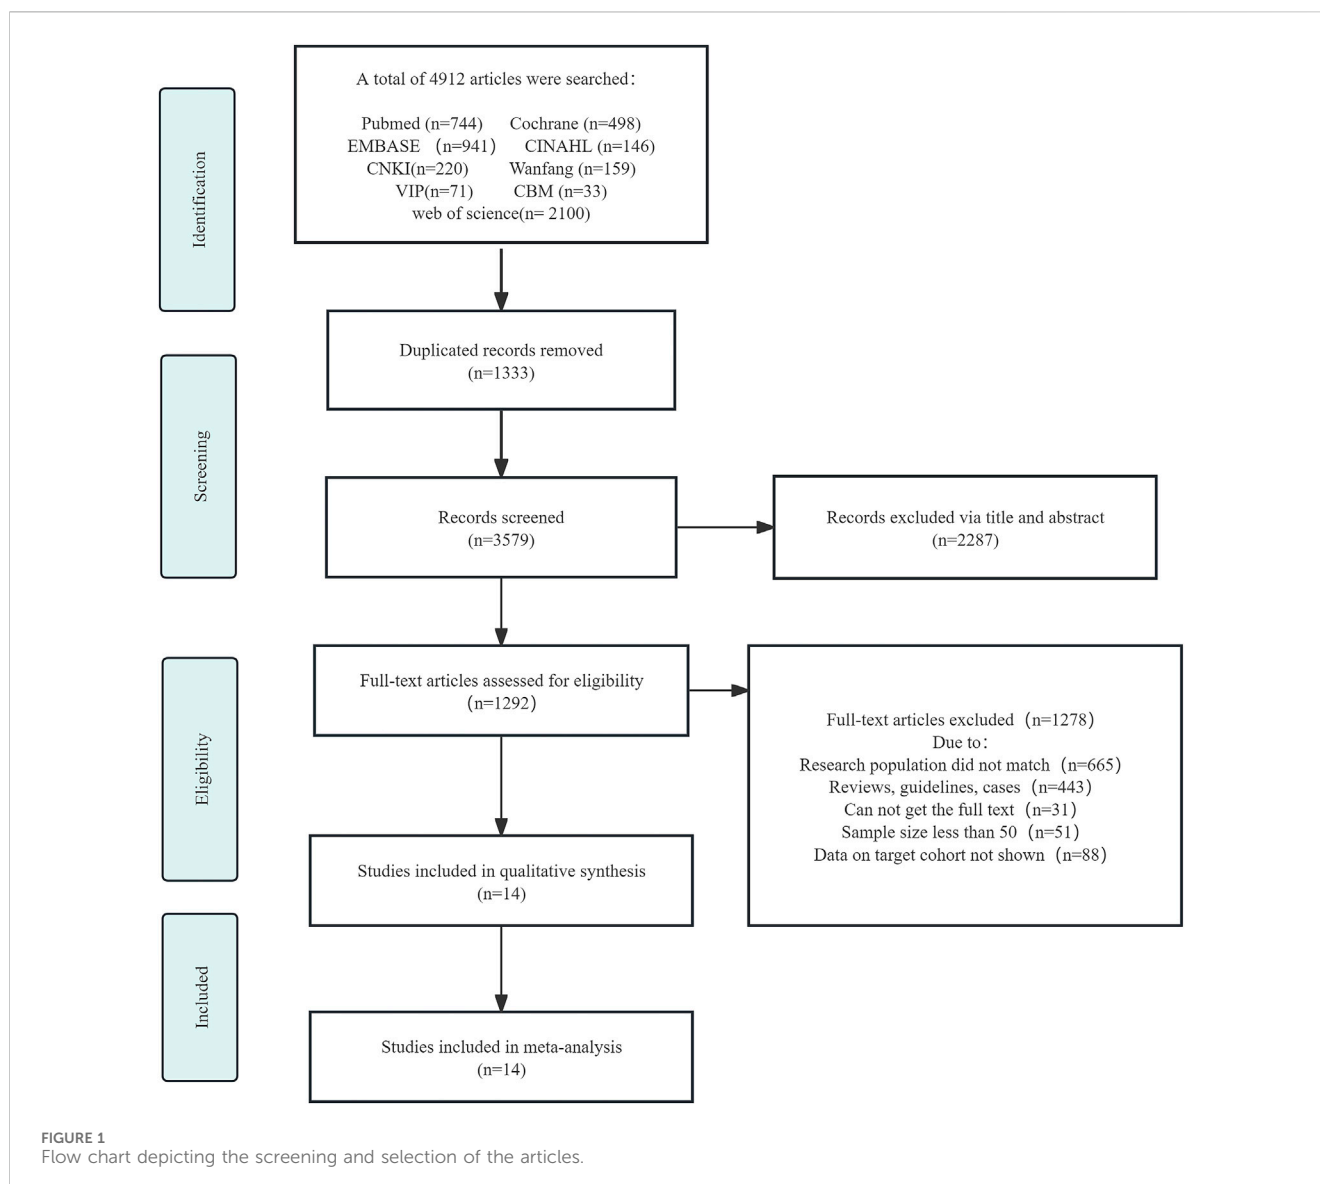 Identification
A total of 4912 articles were searched:
Pubmed (n=744) Cochrane (n=498)
EMBASE (n=941) CINAHL (n=146)
CNKI(n=220) Wanfang (n=159)
VIP(n=71) CBM (n=33)
web of science(n= 2100)
Duplicated records removed
(n=1333)
Screening
Records screened
(n=3579)
Records excluded via title and abstract
(n=2287)
Eligibility
Full-text articles assessed for eligibility
(n=1292)
Full-text articles excluded (n=1278)
Due to:
Research population did not match (n=665)
Reviews, guidelines, cases (n=443)
Can not get the full text (n=31)
Sample size less than 50 (n=51)
Data on target cohort not shown (n=88)
Studies included in qualitative synthesis
(n=14)
Included
Studies included in meta-analysis
(n=14)
FIGURE 1
Flow chart depicting the screening and selection of the articles.